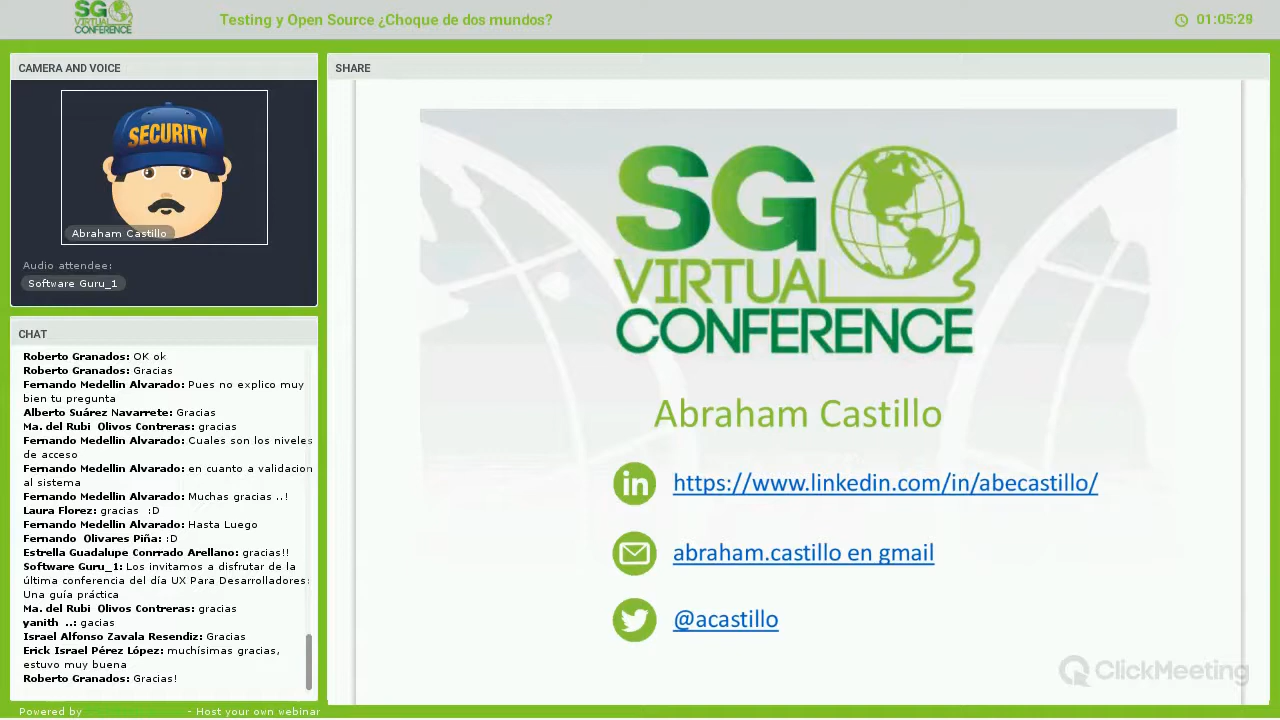 SG
VIRTUAL
CONFERENCE
Testing y Open Source ¿Choque de dos mundos?
01:05:29
CAMERA AND VOICE
SECURITY
Abraham Castillo
Audio attendee:
Software Guru_1
CHAT
Roberto Granados: OK ok
Roberto Granados: Gracias
Fernando Medellin Alvarado: Pues no explico muy
bien tu pregunta
Alberto Suárez Navarrete: Gracias
Ma. del Rubi Olivos Contreras: gracias
Fernando Medellin Alvarado: Cuales son los niveles
de acceso
Fernando Medellin Alvarado: en cuanto a validacion
al sistema
Fernando Medellin Alvarado: Muchas gracias ..!
Laura Florez: gracias :D
Fernando Medellin Alvarado: Hasta Luego
Fernando Olivares Piña: :D
Estrella Guadalupe Conrrado Arellano: gracias!!
Software Guru_1: Los invitamos a disfrutar de la
última conferencia del día UX Para Desarrolladores:
Una guía práctica
Ma. del Rubi Olivos Contreras: gracias
yanith ..: gacias
Israel Alfonso Zavala Resendiz: Gracias
Erick Israel Pérez López: muchísimas gracias,
estuvo muy buena
Roberto Granados: Gracias!
Powered by
- Host your own webinar
SHARE
SG
VIRTUAL
CONFERENCE
Abraham Castillo
in https://www.linkedin.com/in/abecastillo/
abraham.castillo en gmail
@acastillo
ClickMeeting